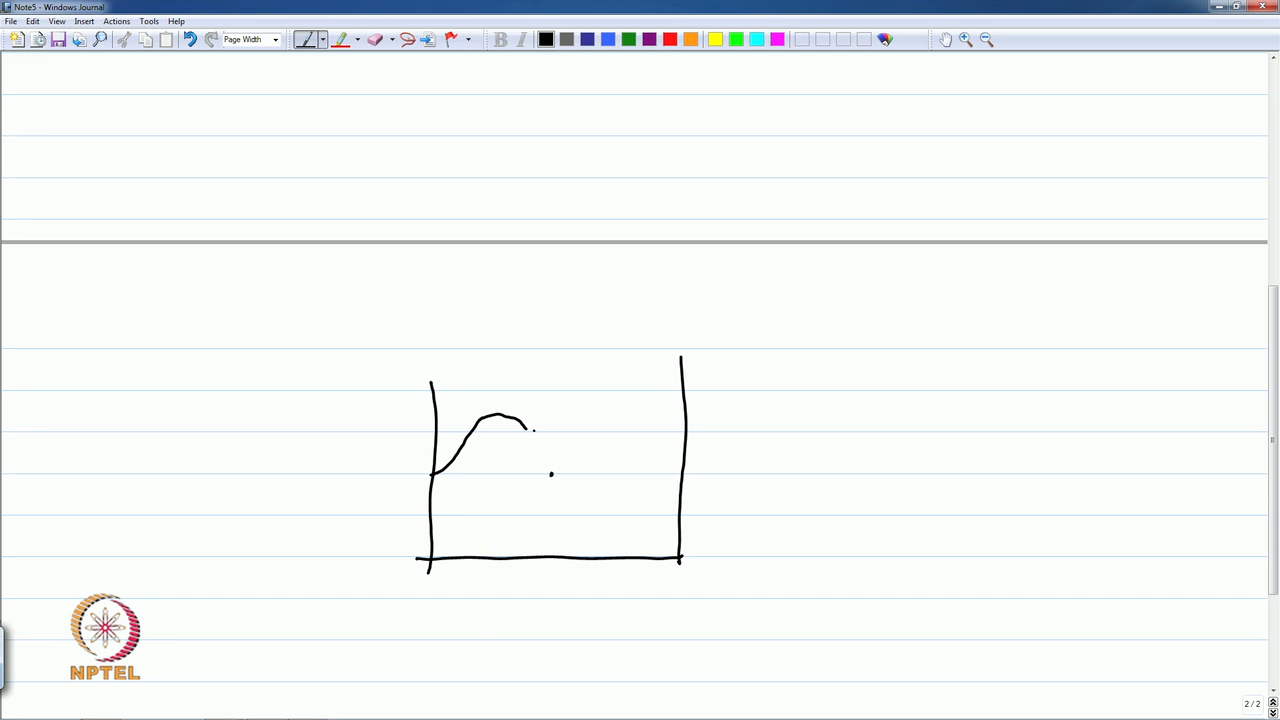 Note5 - Windows Journal
File Edit View Insert Actions Tools Help
Page Width
B I
NPTEL
2 / 2